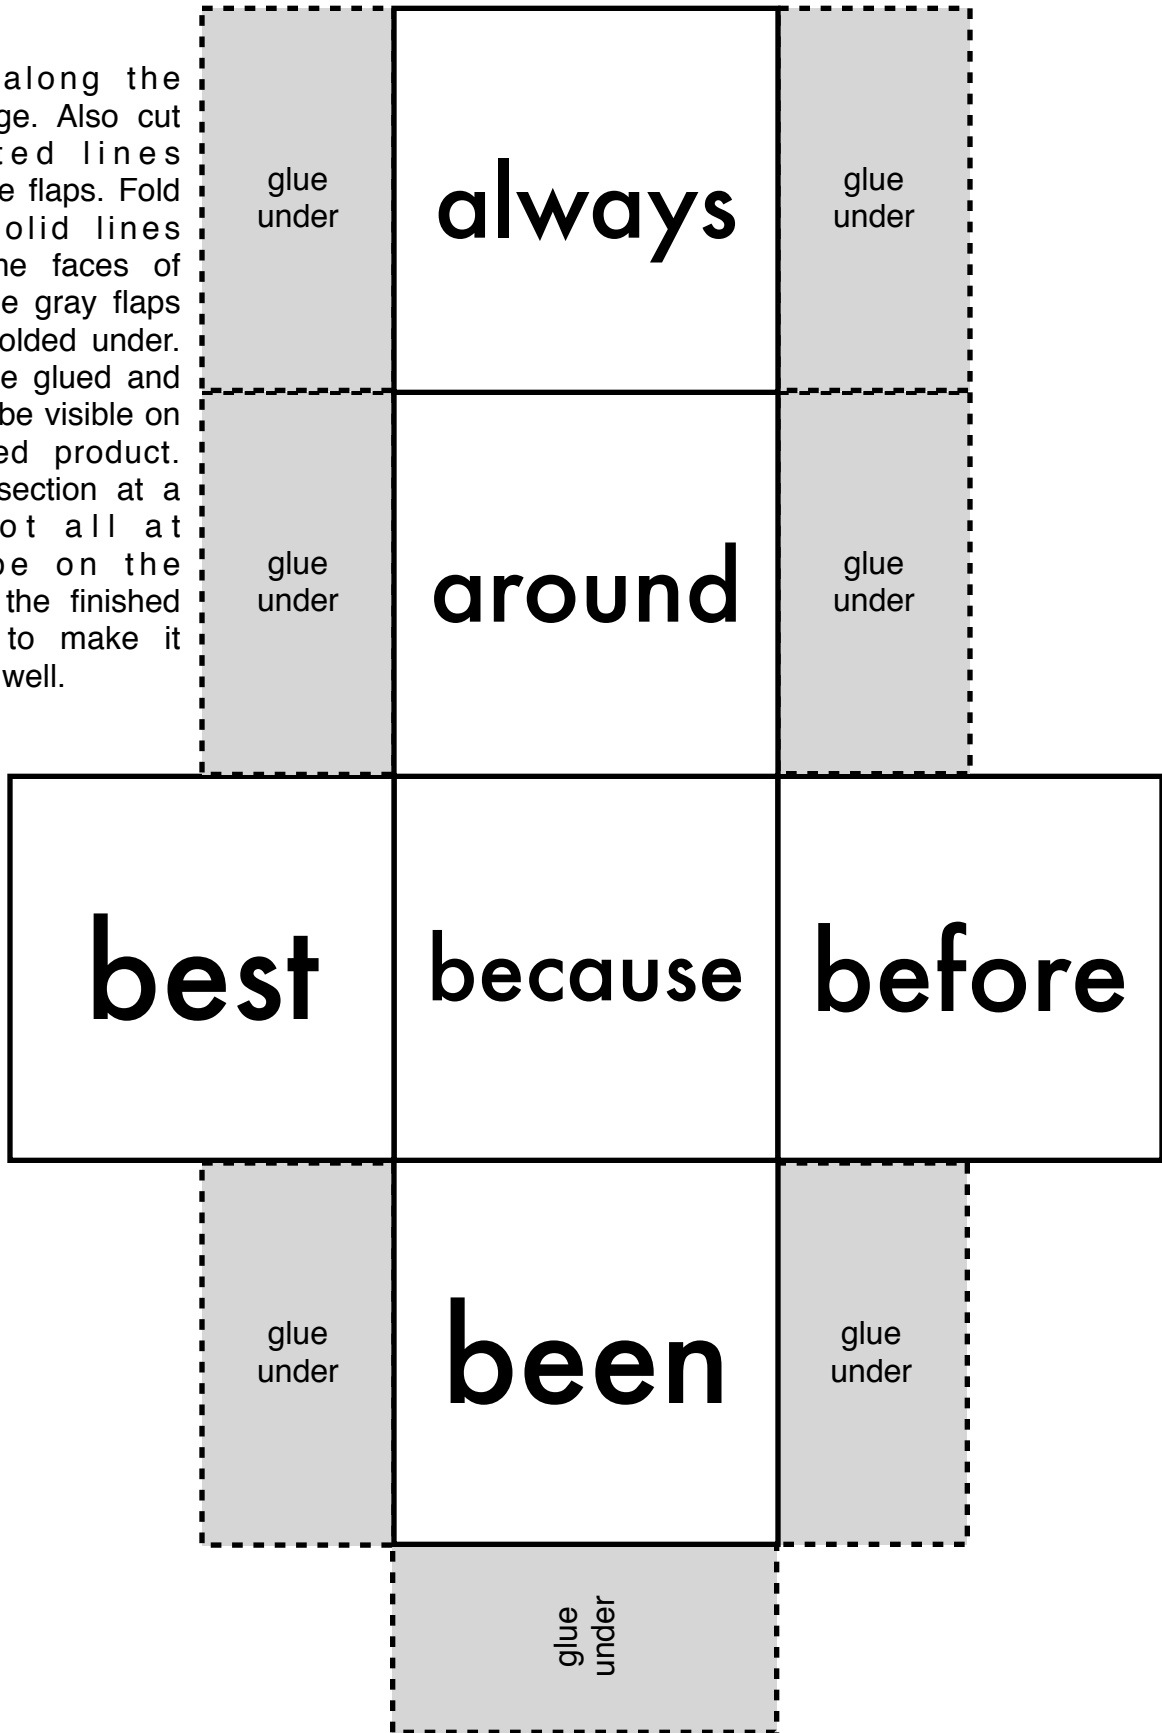 along the
ge. Also cut
ted lines
e flaps. Fold
olid lines
he faces of
e gray flaps
olded under.
e glued and
be visible on
ed product.
section at a
ot all at
pe on the
the finished
to make it
well.
glue
under
always
glue
under
glue
under
around
glue
under
best
because
before
glue
under
been
glue
under
glue
under